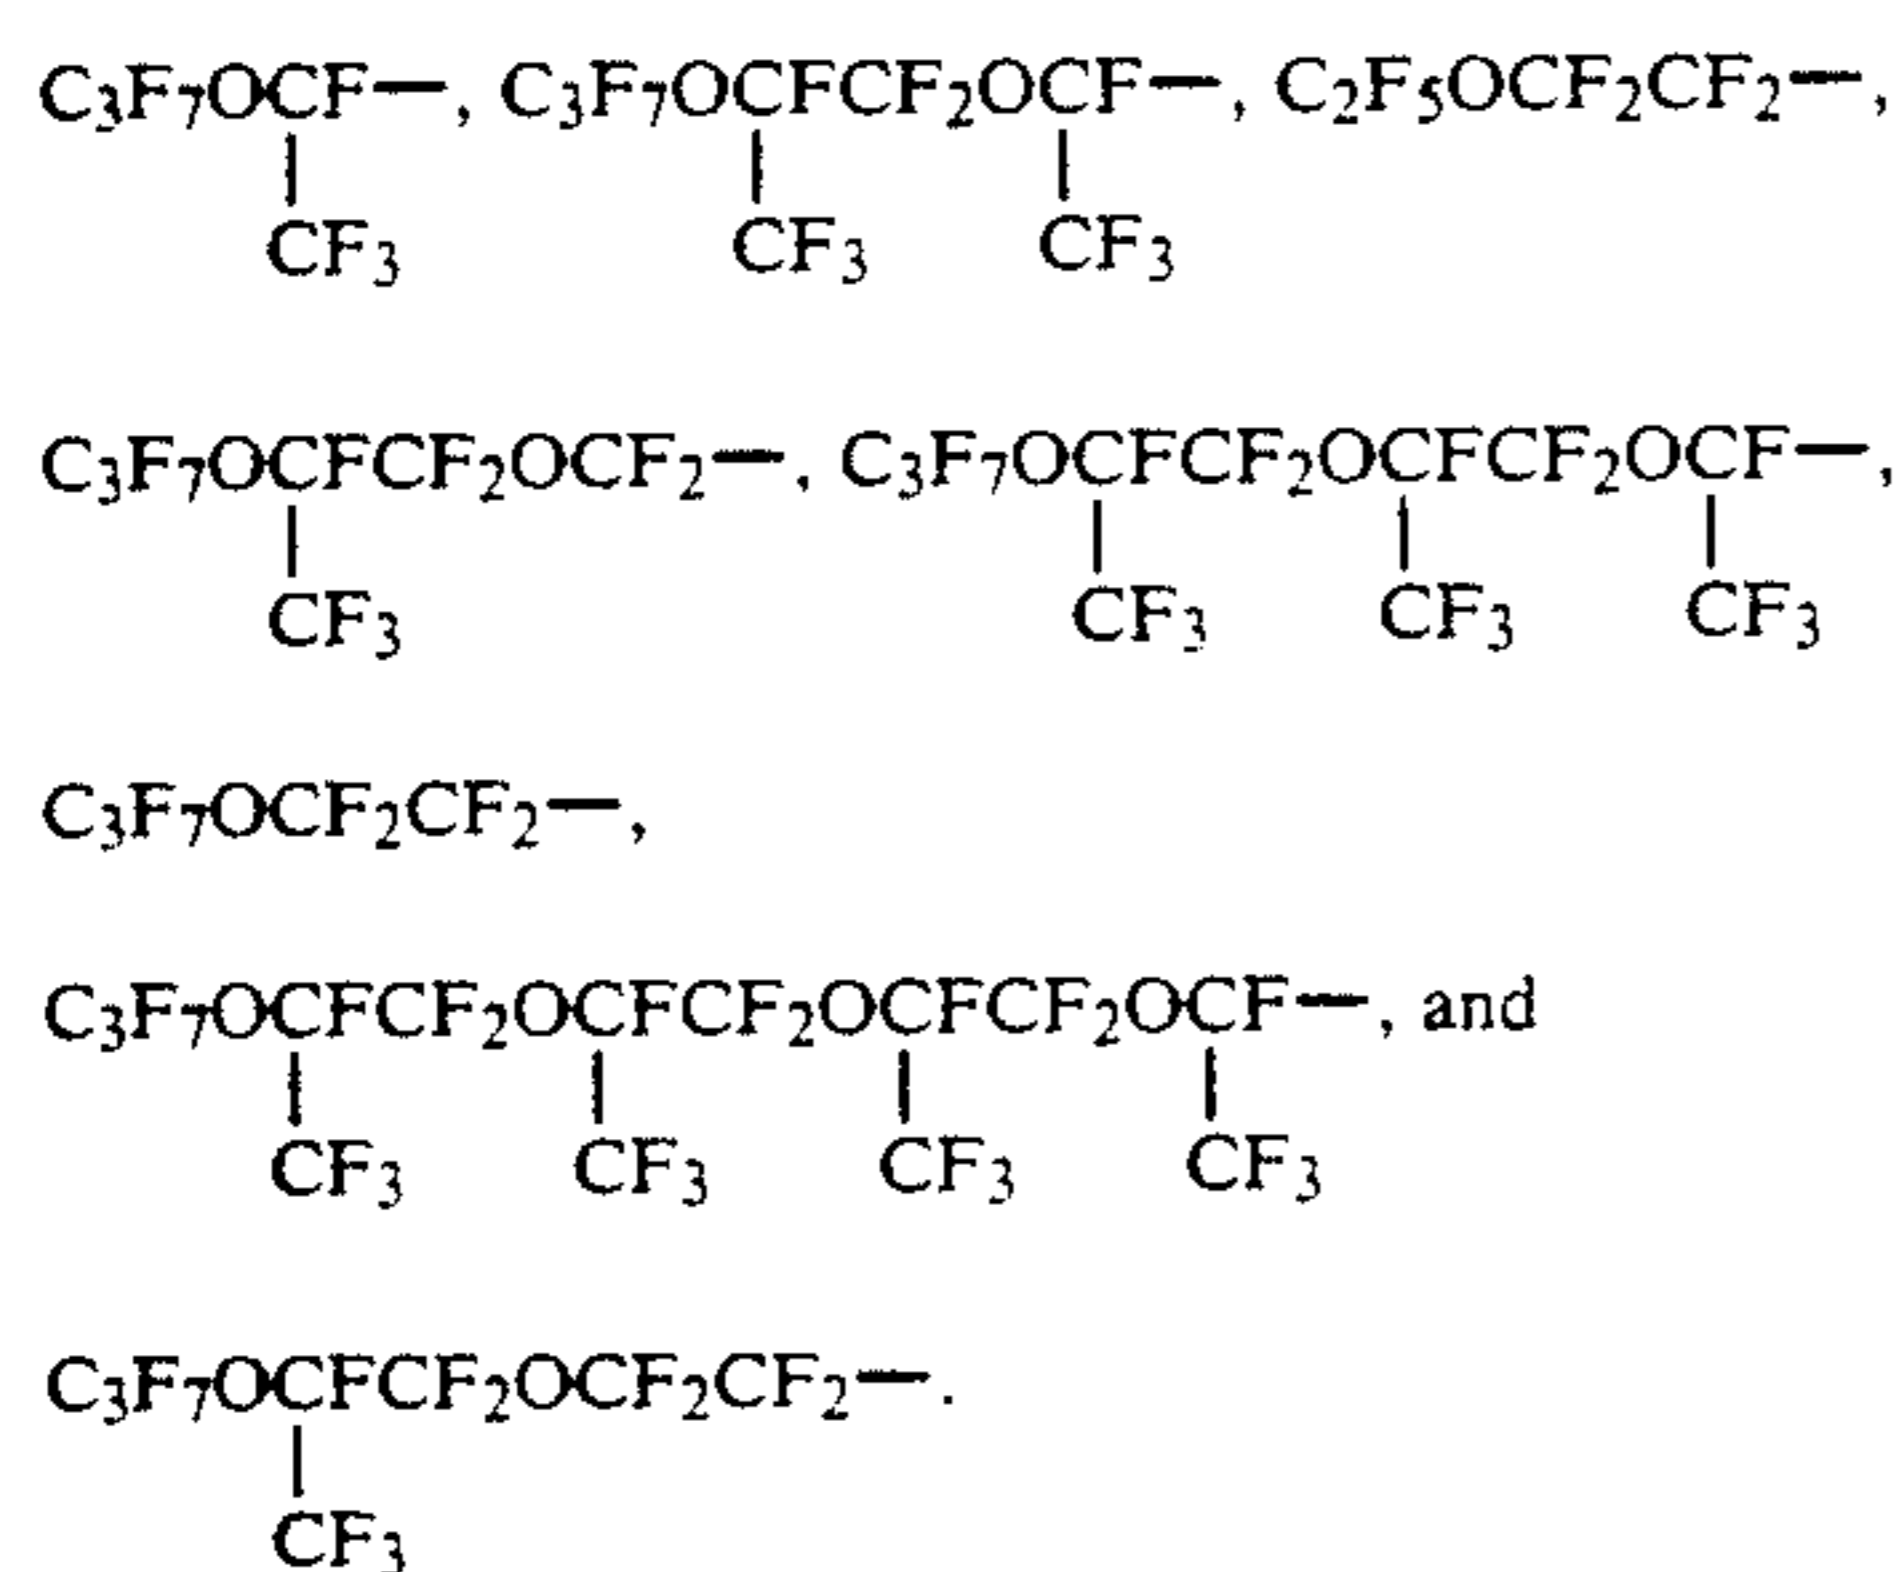 C₃F₇OCF—, C₃F₇OCFCF₂OCF—, C₂F₅OCF₂CF₂—,
CF₃ CF₃ CF₃
C₃F₇OCFCF₂OCF₂—, C₃F₇OCFCF₂OCFCF₂OCF—,
CF₃ CF₃ CF₃ CF₃
C₃F₇OCF₂CF₂—,
C₃F₇OCFCF₂OCFCF₂OCFCF₂OCF—, and
CF₃ CF₃ CF₃ CF₃
C₃F₇OCFCF₂OCF₂CF₂—.
CF₃